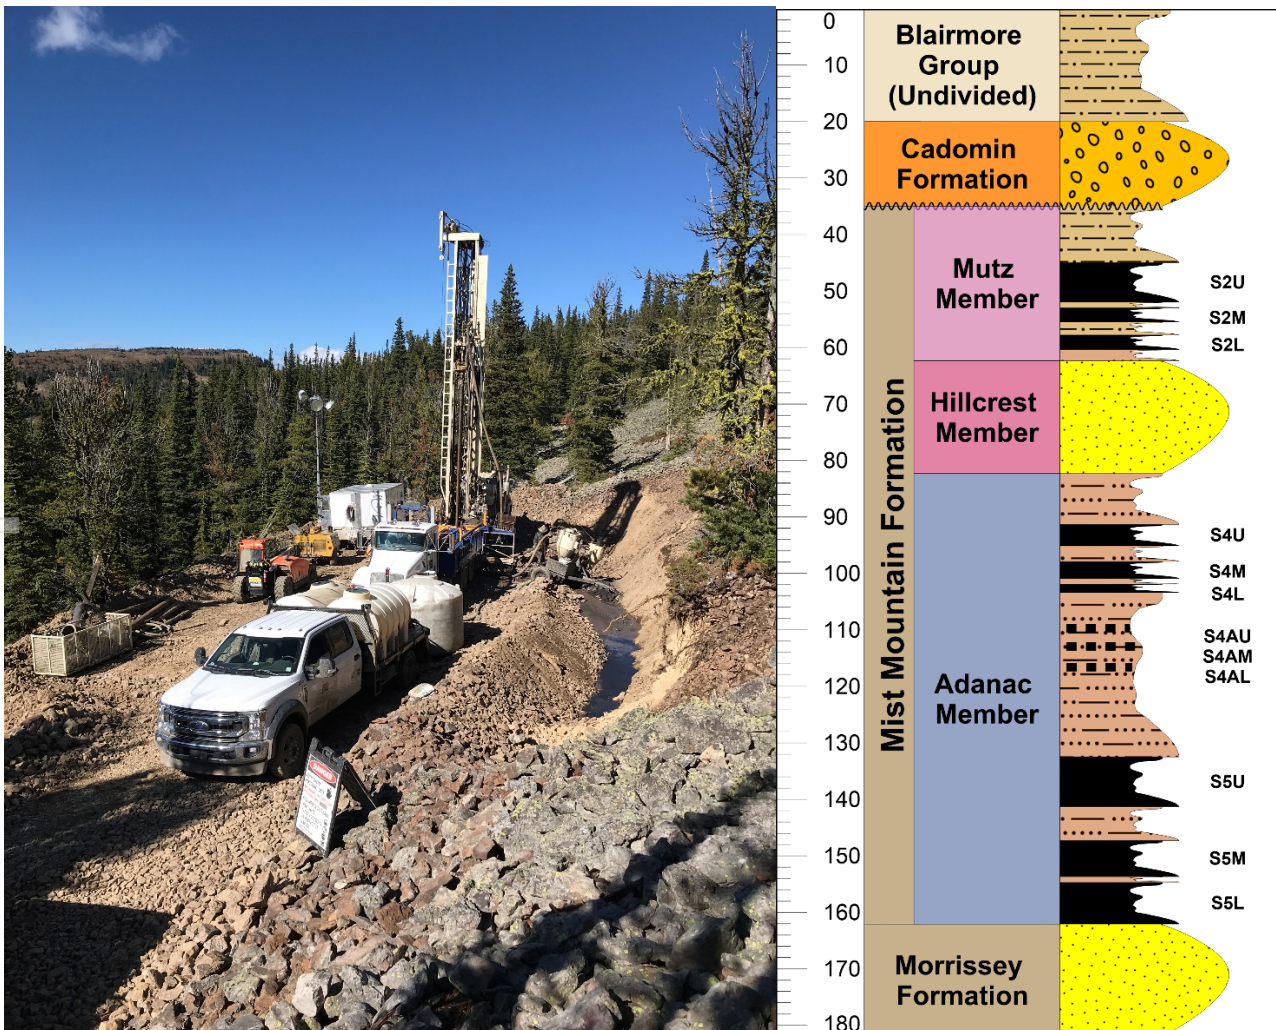 DANGER
0
10
20
30
40
50
60
70
80
90
100
110
120
130
140
150
160
170
180
Blairmore
Group
(Undivided)
Cadomin
Formation
Mist Mountain Formation
Mutz
Member
Hillcrest
Member
Adanac
Member
Morrissey
Formation
S2U
S2M
S2L
S4U
S4M
S4L
S4AU
S4AM
S4AL
S5U
S5M
S5L